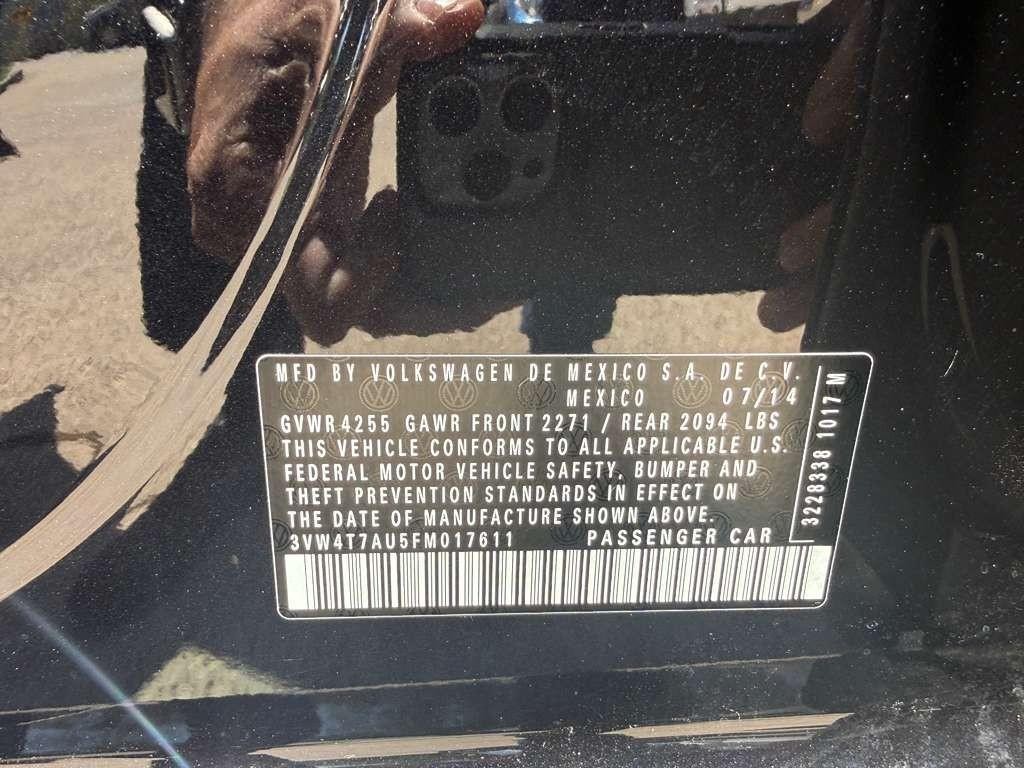 MFD BY VOLKSWAGEN DE MEXICO S.A. DE C.V.
MEXICO 07/14
GVWR 4255 GAWR FRONT 2271 / REAR 2094 LBS
THIS VEHICLE CONFORMS TO ALL APPLICABLE U.S.
FEDERAL MOTOR VEHICLE SAFETY, BUMPER AND
THEFT PREVENTION STANDARDS IN EFFECT ON
THE DATE OF MANUFACTURE SHOWN ABOVE.
3VW4T7AU5FM017611 PASSENGER CAR
3228338 1017 M